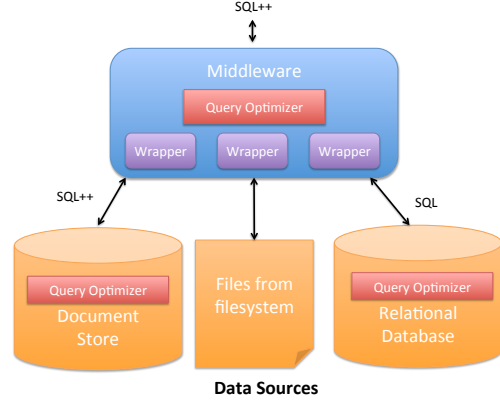 SQL++
Middleware
Query Optimizer
Wrapper Wrapper Wrapper
SQL++ SQL
Query Optimizer
Document
Store
Files from
filesystem
Query Optimizer
Relational
Database
Data Sources